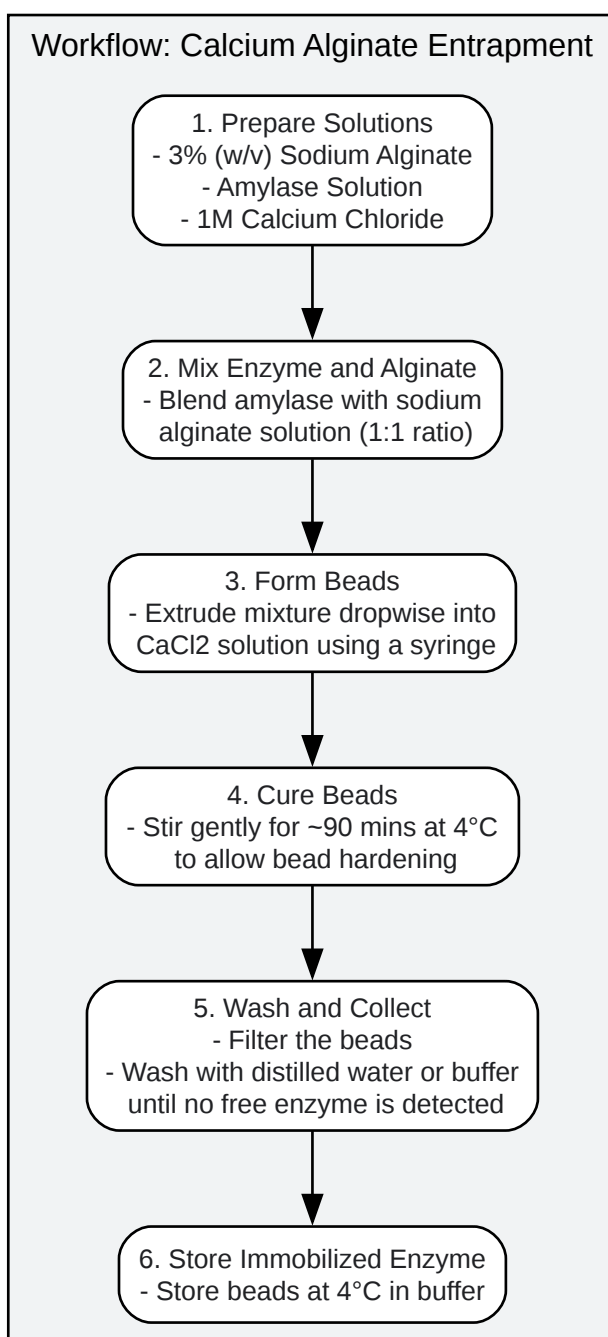 Workflow: Calcium Alginate Entrapment
1. Prepare Solutions
- 3% (w/v) Sodium Alginate
- Amylase Solution
- 1M Calcium Chloride
2. Mix Enzyme and Alginate
- Blend amylase with sodium
alginate solution (1:1 ratio)
3. Form Beads
- Extrude mixture dropwise into
CaCl2 solution using a syringe
4. Cure Beads
- Stir gently for ~90 mins at 4°C
to allow bead hardening
5. Wash and Collect
- Filter the beads
- Wash with distilled water or buffer
until no free enzyme is detected
6. Store Immobilized Enzyme
- Store beads at 4°C in buffer